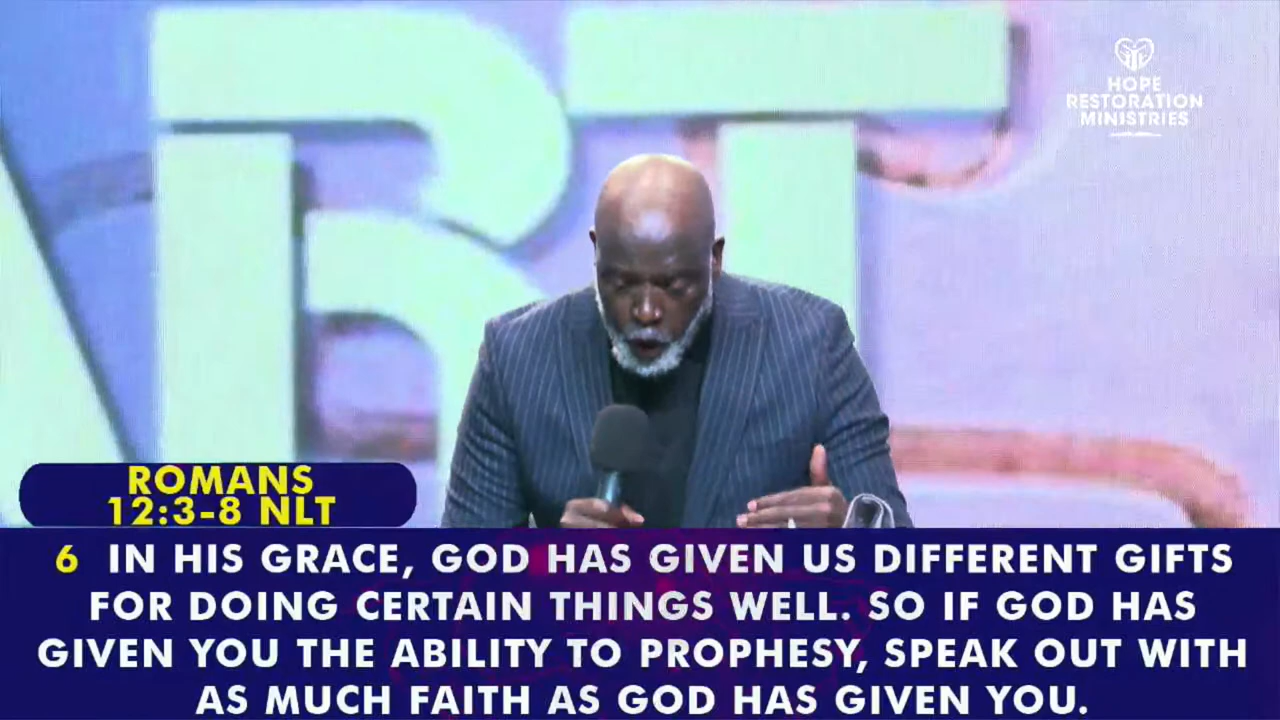 ART
HOPE
RESTORATION
MINISTRIES
ROMANS
12:3-8 NLT
6 IN HIS GRACE, GOD HAS GIVEN US DIFFERENT GIFTS
FOR DOING CERTAIN THINGS WELL. SO IF GOD HAS
GIVEN YOU THE ABILITY TO PROPHESY, SPEAK OUT WITH
AS MUCH FAITH AS GOD HAS GIVEN YOU.